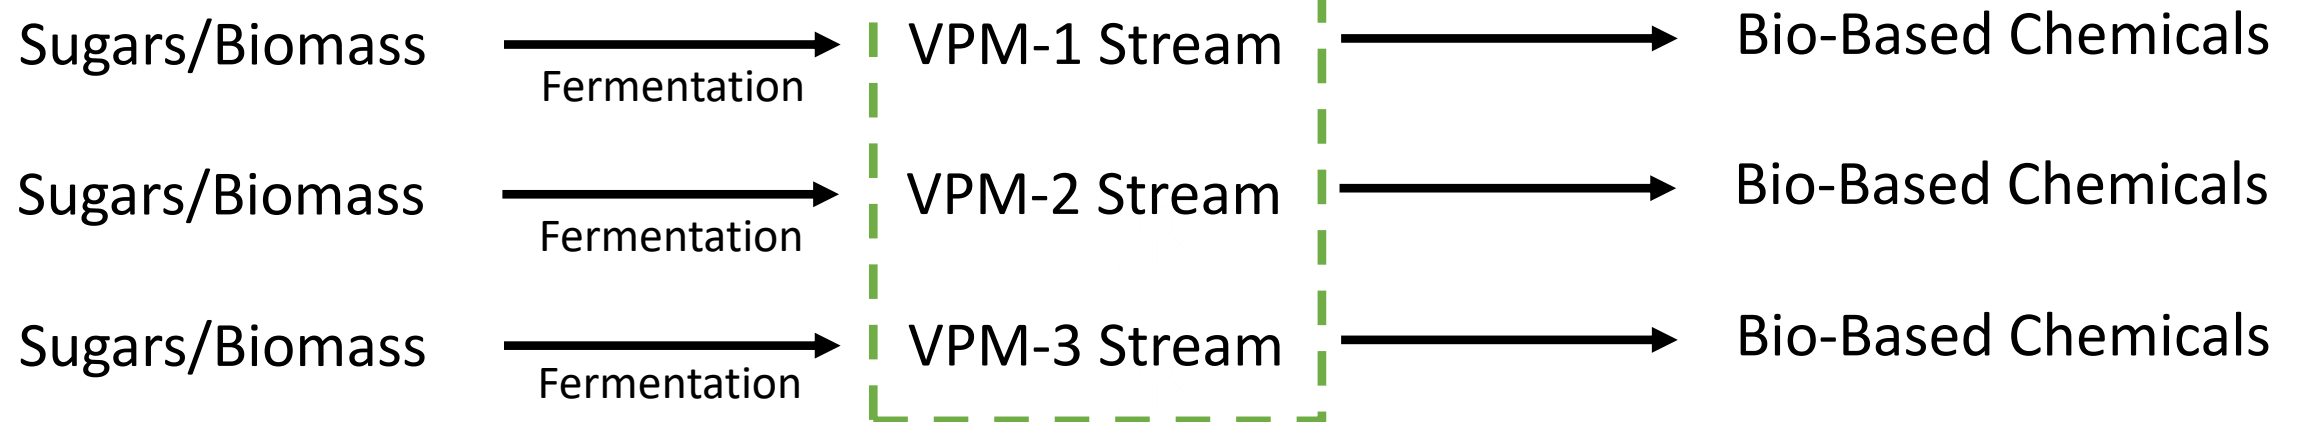 Sugars/Biomass Fermentation VPM-1 Stream Bio-Based Chemicals
Sugars/Biomass Fermentation VPM-2 Stream Bio-Based Chemicals
Sugars/Biomass Fermentation VPM-3 Stream Bio-Based Chemicals